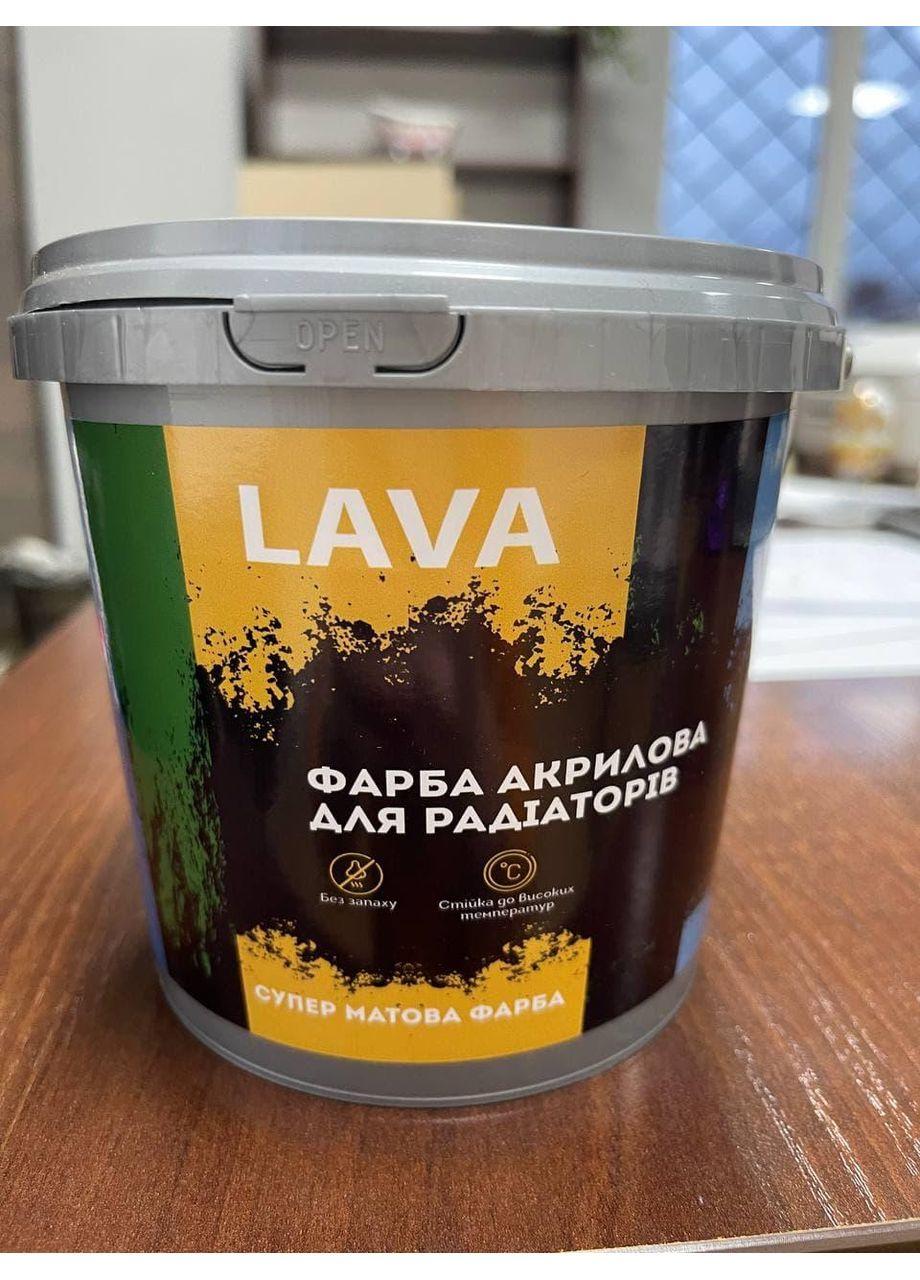 OPEN
LAVA
ФАРБА АКРИЛОВА
ДЛЯ РАДІАТОРІВ
°C
Без запаху
Стійка до високих
температур
СУПЕР МАТОВА ФАРБА